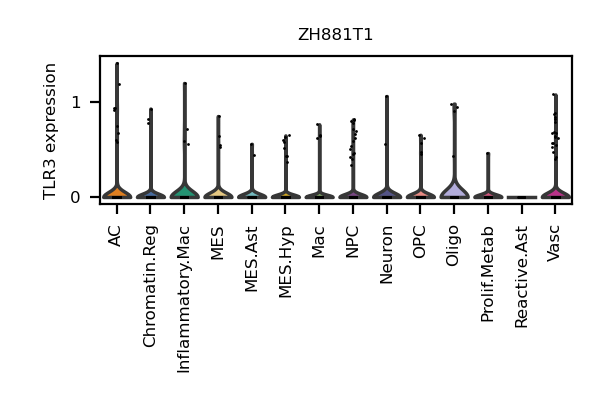 ZH881T1
TLR3 expression
1
0
AC
Chromatin.Reg
Inflammatory.Mac
MES
MES.Ast
MES.Hyp
Mac
NPC
Neuron
OPC
Oligo
Prolif.Metab
Reactive.Ast
Vasc